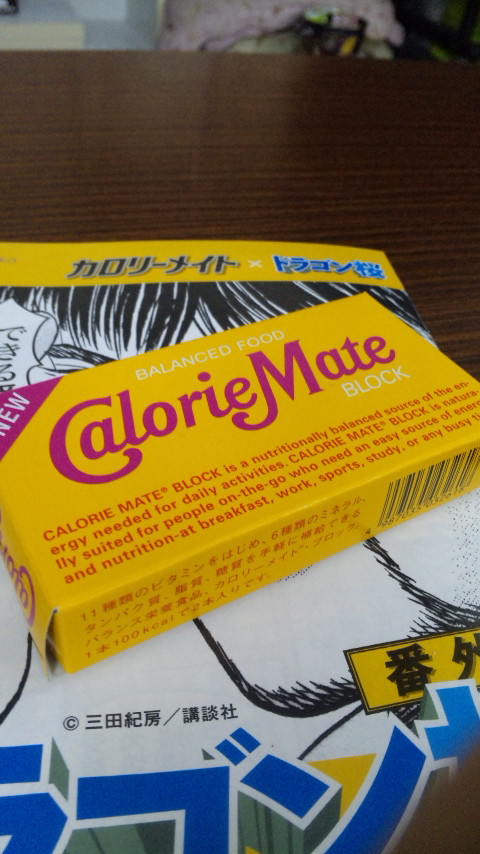 カロリーメイト × ドラゴン桜
NEW
BALANCED FOOD
CalorieMate
BLOCK
CALORIE MATE® BLOCK is a nutritionally balanced source of the en-
ergy needed for daily activities. CALORIE MATE® BLOCK is natura-
lly suited for people on-the-go who need an easy source of
and nutrition-at breakfast, work, sports, study, or any busy
11種類のビタミンをはじめ、6種類のミネラル、
タンパク質、脂質、糖質を手軽に補給できる
バランス栄養食品、カロリーメイト®、ブロック。
1本100kcalで2本入りです。
番外
© 三田紀房／講談社
ラゴン